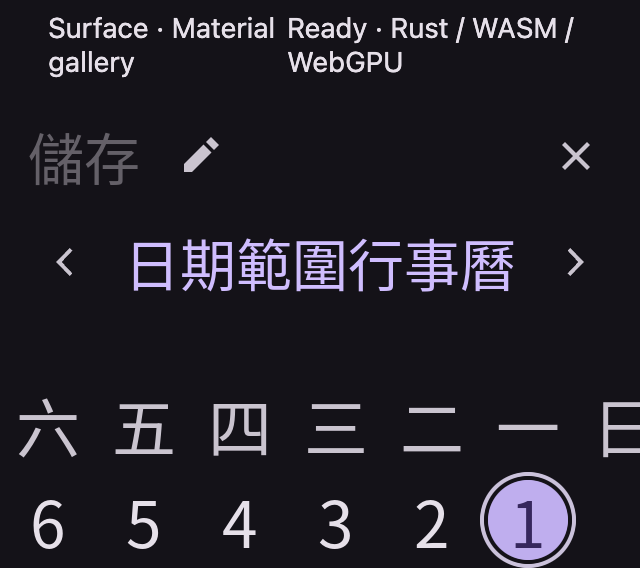 Surface · Material gallery
Ready · Rust / WASM / WebGPU
儲存
日期範圍行事曆
六 五 四 三 二 一 日
6 5 4 3 2 1